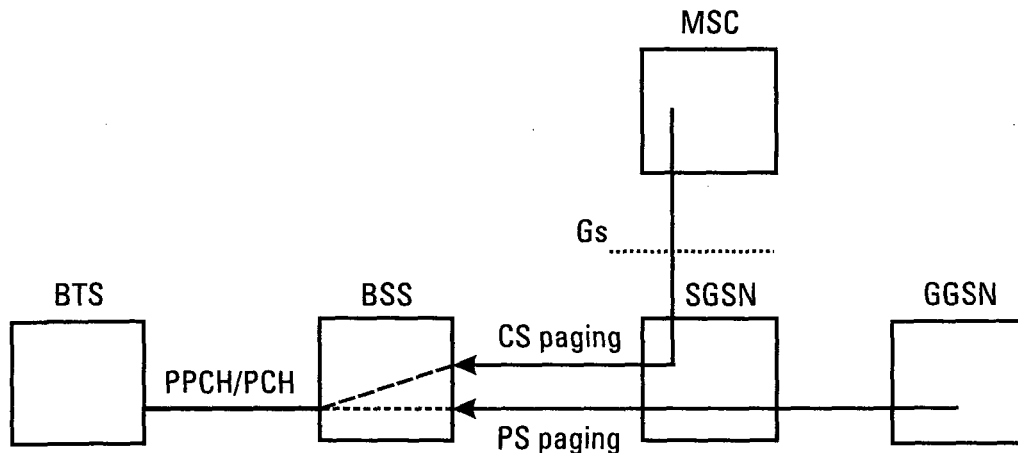 MSC
Gs
BTS
BSS
SGSN
GGSN
CS paging
PPCH/PCH
PS paging